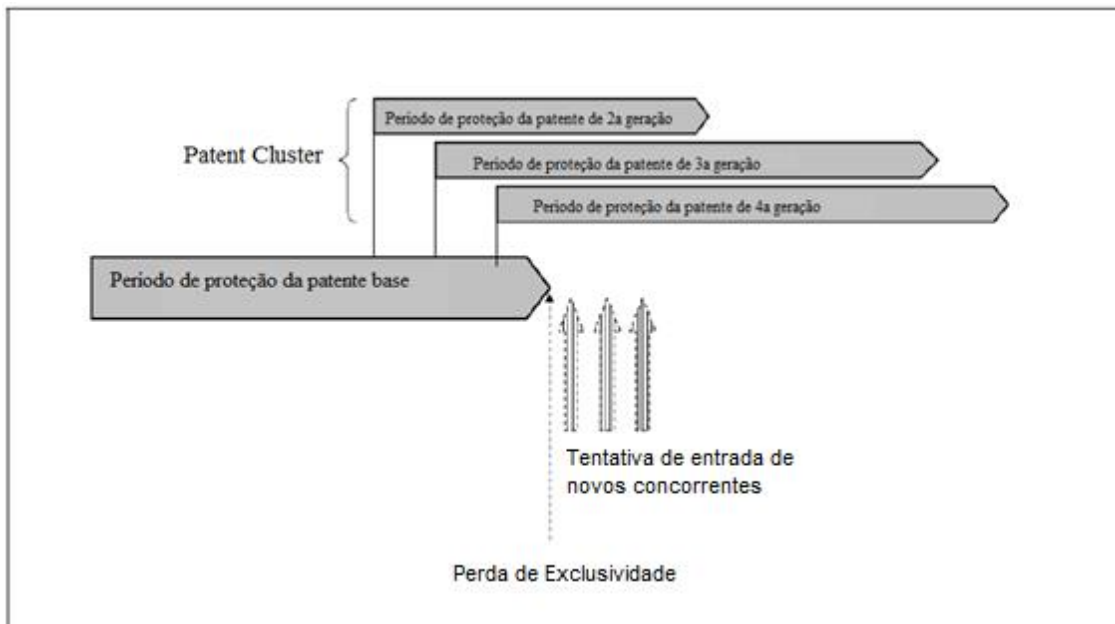 Período de proteção da patente de 2a geração
Patent Cluster
Período de proteção da patente de 3a geração
Período de proteção da patente de 4a geração
Período de proteção da patente base
Tentativa de entrada de
novos concorrentes
Perda de Exclusividade